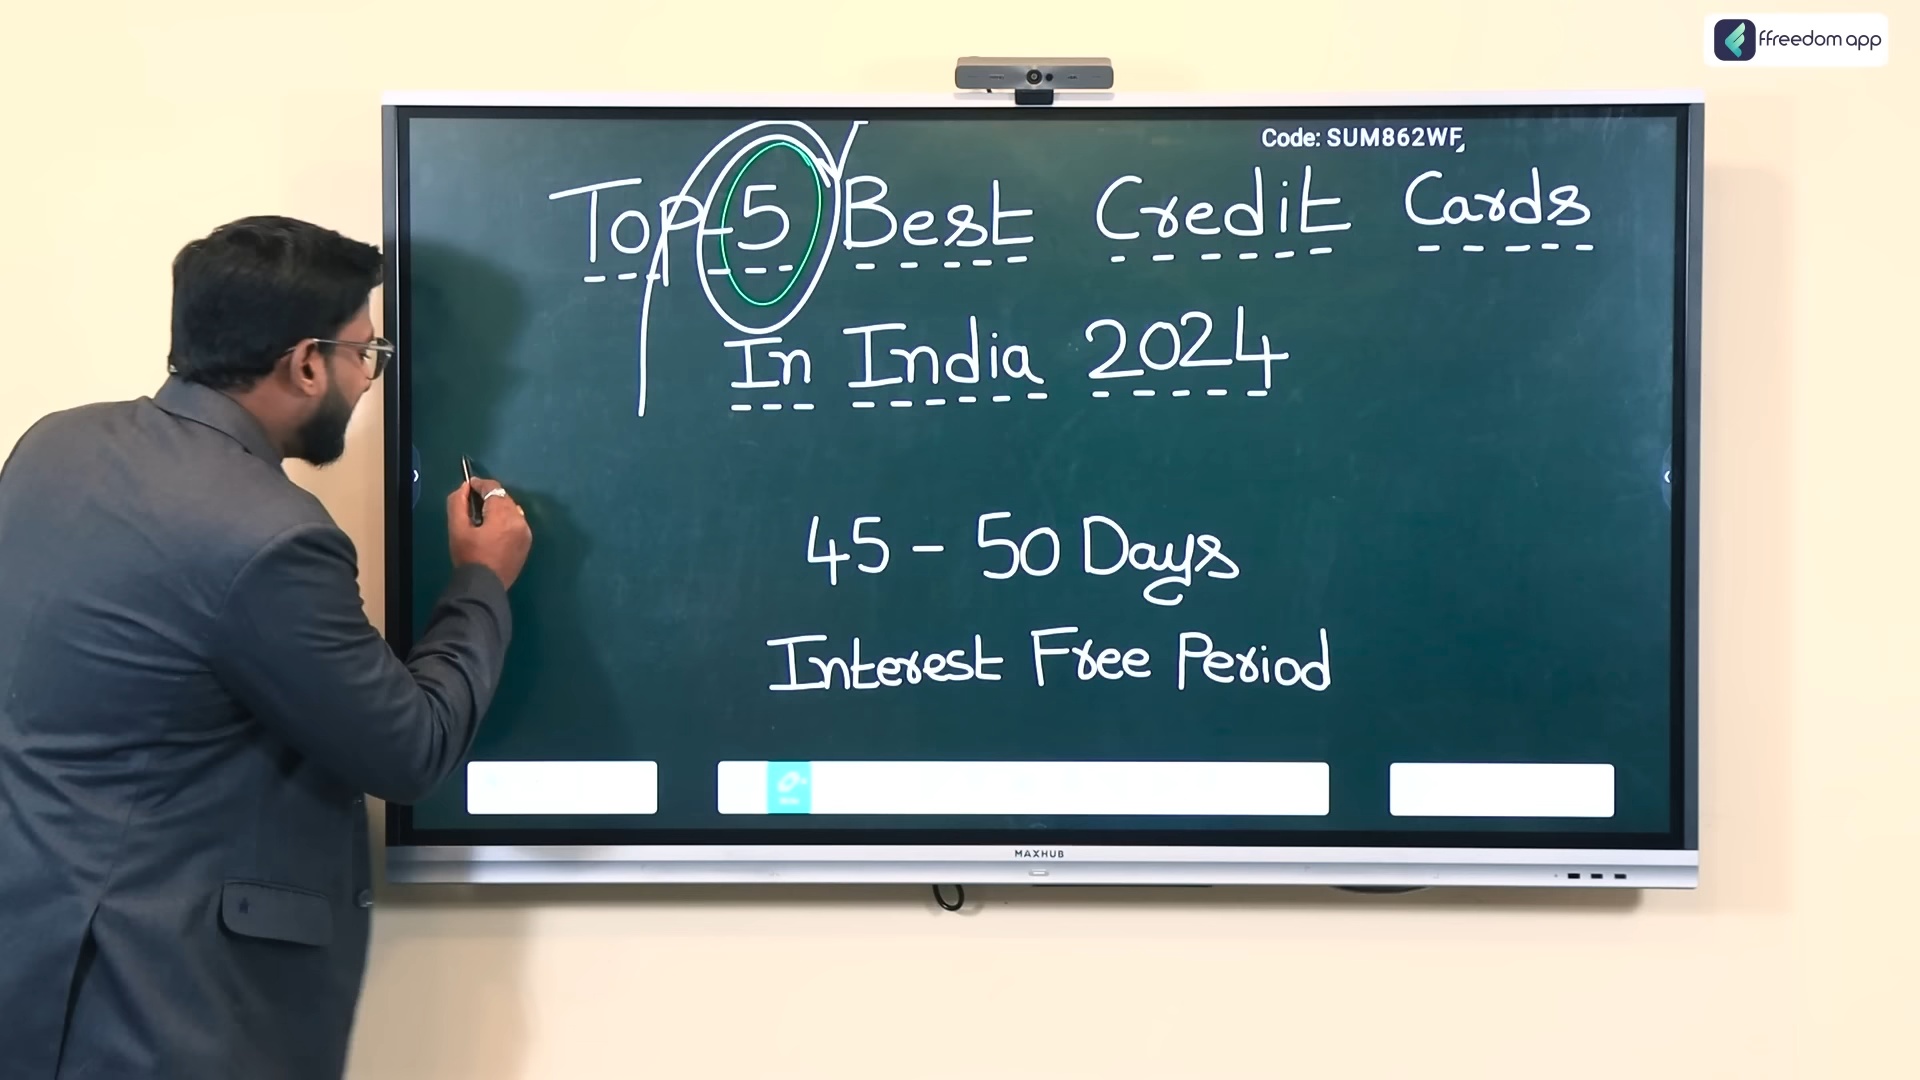 ffreedom app
Code: SUM862WF
Top 5 Best Credit Cards
In India 2024
45 - 50 Days
Interest Free Period
MAXHUB